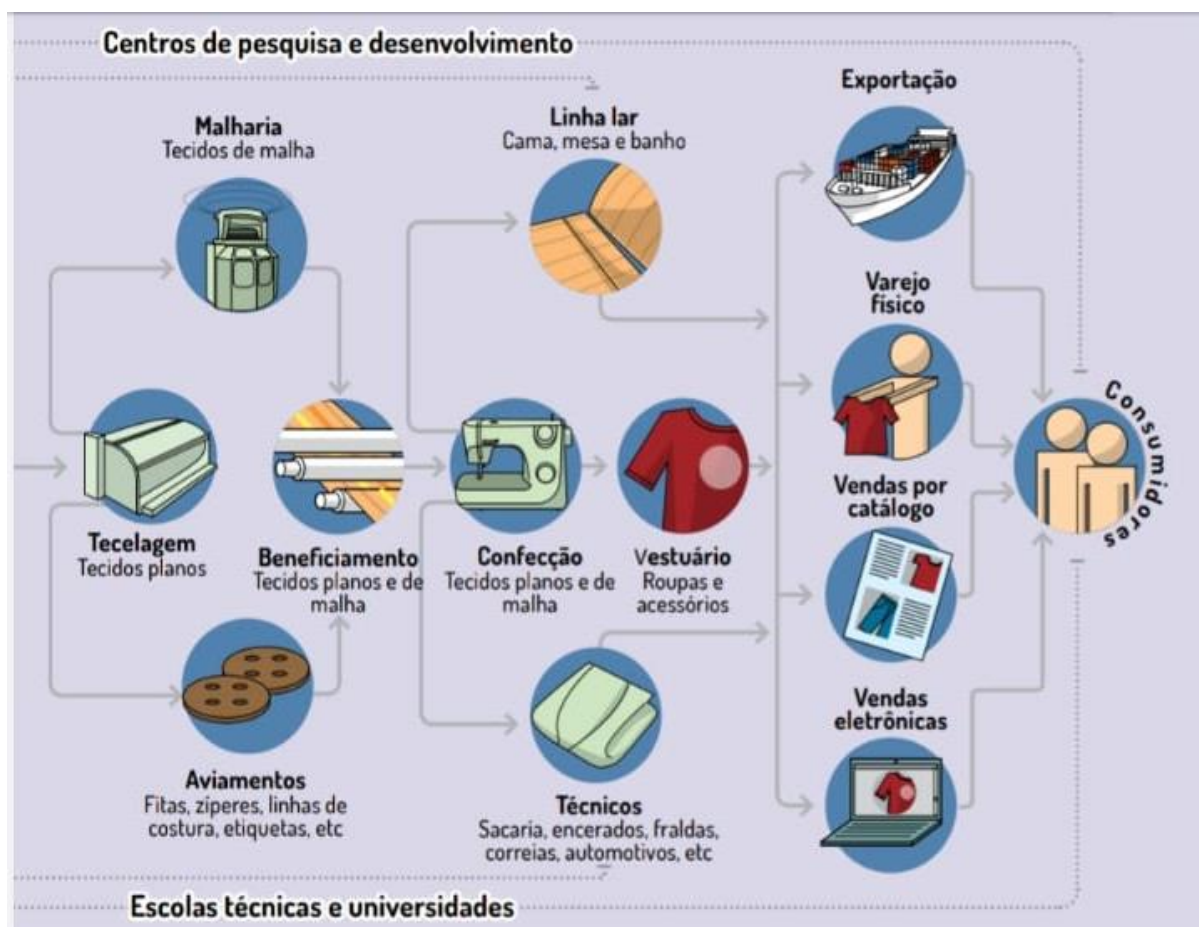 Centros de pesquisa e desenvolvimento
Malharia
Tecidos de malha
Linha lar
Cama, mesa e banho
Exportação
Varejo
físico
Tecelagem
Tecidos planos
Beneficiamento
Tecidos planos e de
malha
Confecção
Tecidos planos e de
malha
Vestuário
Roupas e
acessórios
Vendas por
catálogo
Consumidores
Aviamentos
Fitas, zíperes, linhas de
costura, etiquetas, etc
Técnicos
Sacaria, encerados, fraldas,
correias, automotivos, etc
Vendas
eletrônicas
Escolas técnicas e universidades